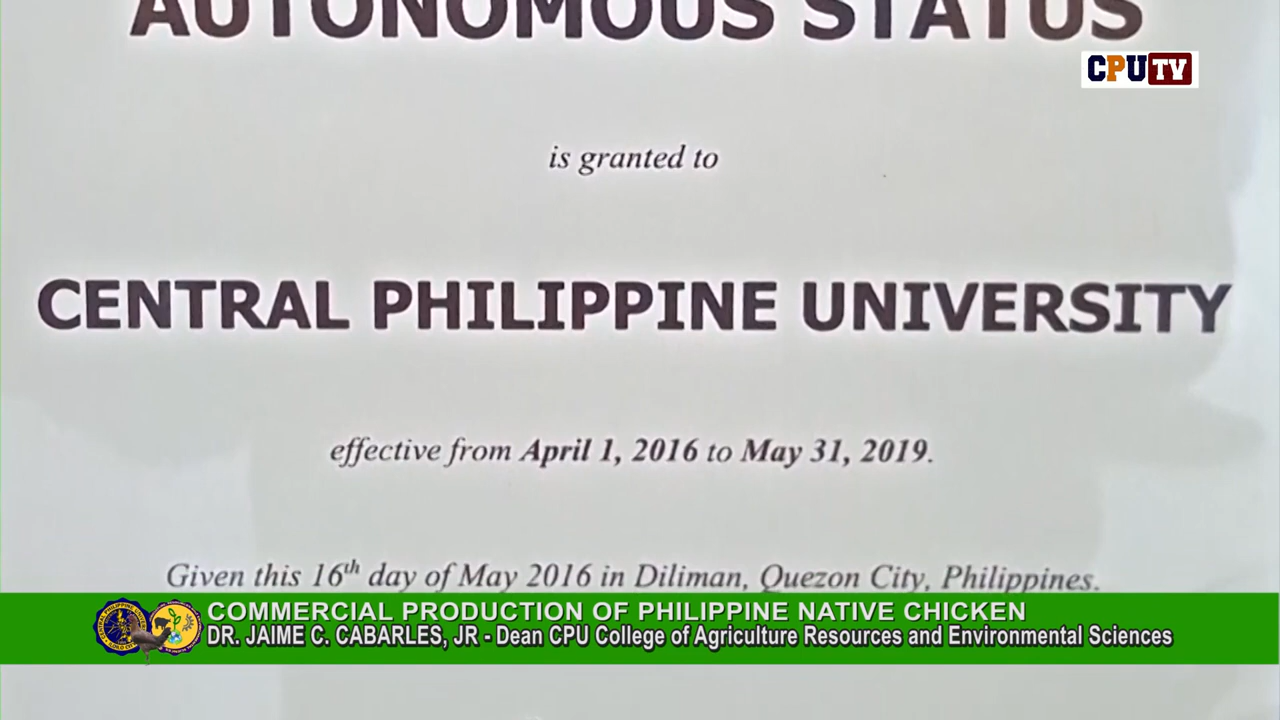 AUTONOMOUS STATUS
CPUTV
is granted to
CENTRAL PHILIPPINE UNIVERSITY
effective from April 1, 2016 to May 31, 2019.
Given this 16th day of May 2016 in Diliman, Quezon City, Philippines.
COMMERCIAL PRODUCTION OF PHILIPPINE NATIVE CHICKEN
DR. JAIME C. CABARLES, JR - Dean CPU College of Agriculture Resources and Environmental Sciences